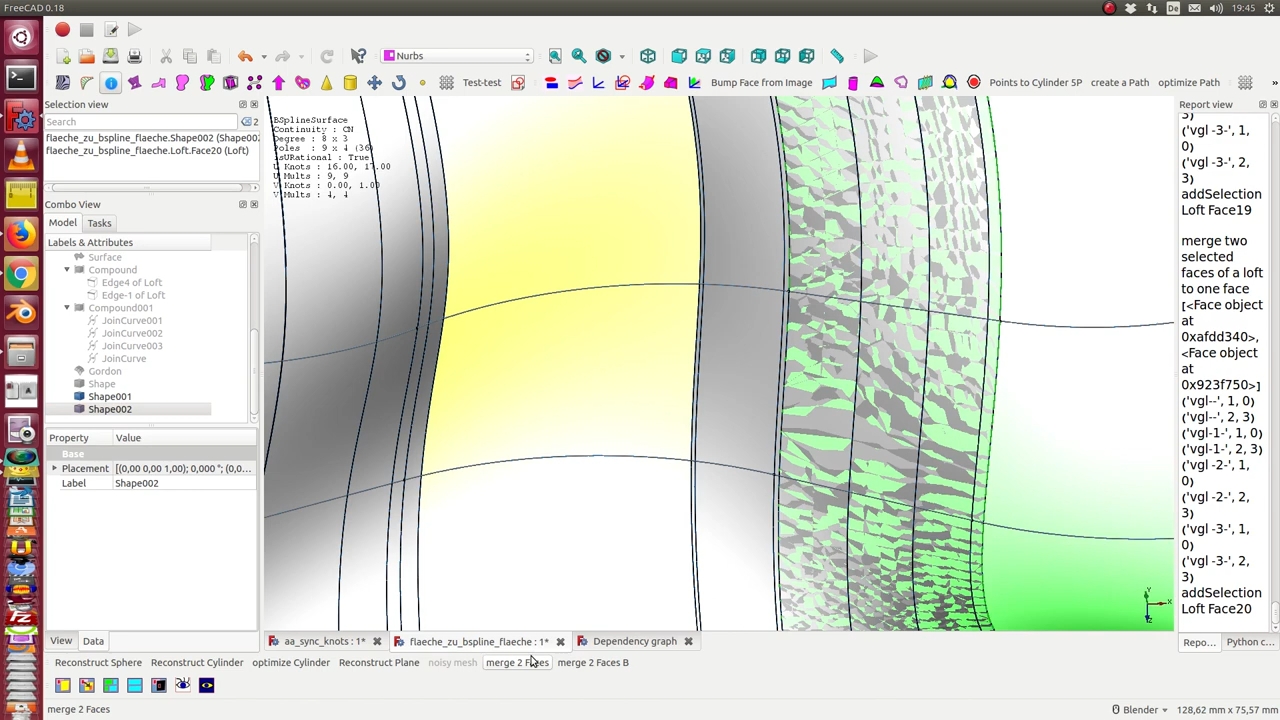 FreeCAD 0.18
De
19:45
Nurbs
Test-test
Bump Face from Image
Points to Cylinder 5P
create a Path
optimize Path
»
Selection view
Search
2
flaeche_zu_bspline_flaeche.Shape002 (Shape002
flaeche_zu_bspline_flaeche.Loft.Face20 (Loft)
Combo View
Model
Tasks
Labels & Attributes
Surface
Compound
Edge4 of Loft
Edge-1 of Loft
Compound001
JoinCurve001
JoinCurve002
JoinCurve003
JoinCurve
Gordon
Shape
Shape001
Shape002
Property
Value
Base
Placement
[(0,00 0,00 1,00); 0,000 °; (0,0...
Label
Shape002
View
Data
BSplineSurface
Continuity : CN
Degree : 8 x 3
Poles : 9 x 4 (36)
IsURational : True
U Knots : 16.00, 17.00
U Mults : 9, 9
V Knots : 0.00, 1.00
V Mults : 4, 4
Y
X
Z
Report view
3)
('vgl -3-', 1,
0)
('vgl -3-', 2,
3)
addSelection
Loft Face19
merge two
selected
faces of a loft
to one face
[<Face object
at
0xafdd340>,
<Face object
at
0x923f750>]
('vgl--', 1, 0)
('vgl--', 2, 3)
('vgl-1-', 1, 0)
('vgl-1-', 2, 3)
('vgl -2-', 1,
0)
('vgl -2-', 2,
3)
('vgl -3-', 1,
0)
('vgl -3-', 2,
3)
addSelection
Loft Face20
Repo...
Python c...
aa_sync_knots : 1*
flaeche_zu_bspline_flaeche : 1*
Dependency graph
Reconstruct Sphere
Reconstruct Cylinder
optimize Cylinder
Reconstruct Plane
noisy mesh
merge 2 Faces
merge 2 Faces B
merge 2 Faces
Blender
128,62 mm x 75,57 mm